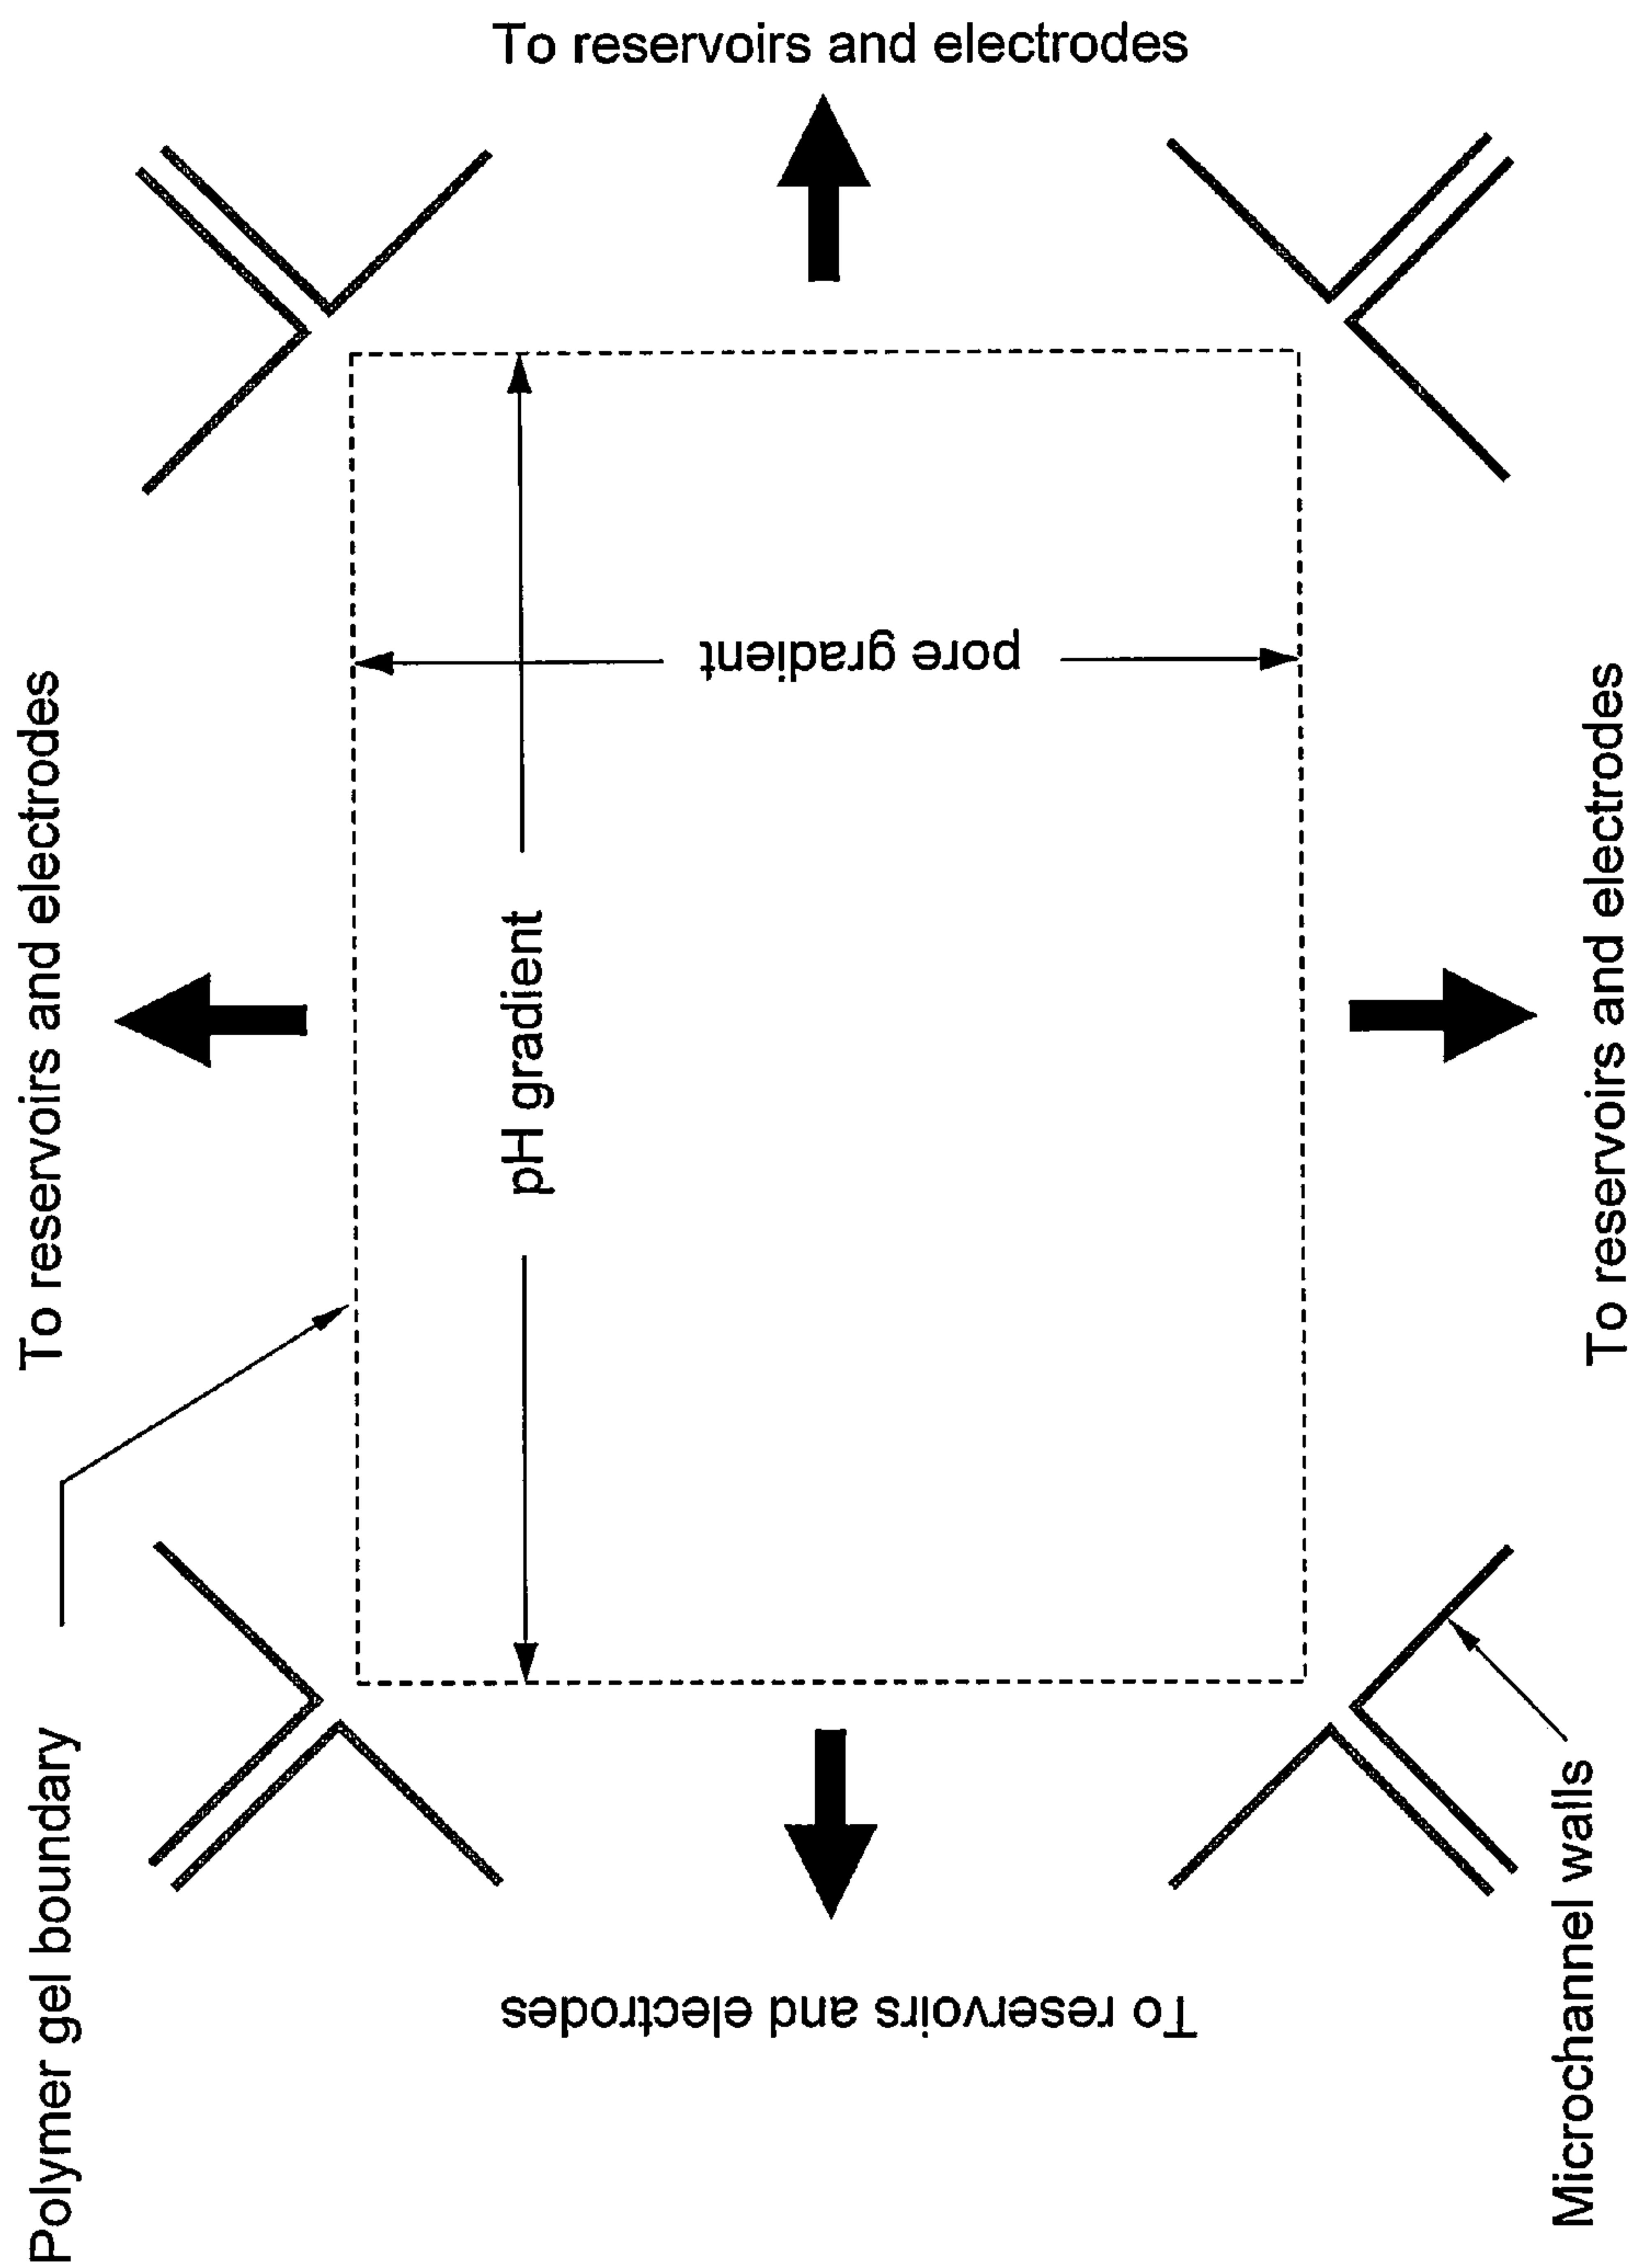 To reservoirs and electrodes
To reservoirs and electrodes
pore gradient
pH gradient
To reservoirs and electrodes
Polymer gel boundary
To reservoirs and electrodes
Microchannel walls